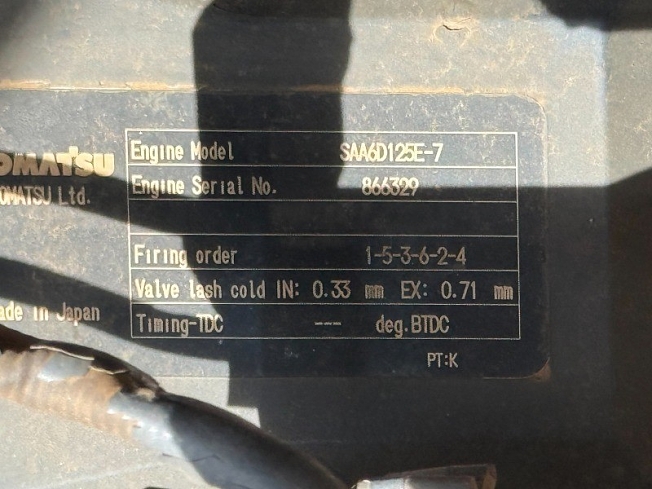 OMATSU
OMATSU Ltd.
ade in Japan
Engine Model SAA6D125E-7
Engine Serial No. 866329
Firing order 1-5-3-6-2-4
Valve lash cold IN: 0.33 mm EX: 0.71 mm
Timing-TDC --- deg.BTDC
PT:K